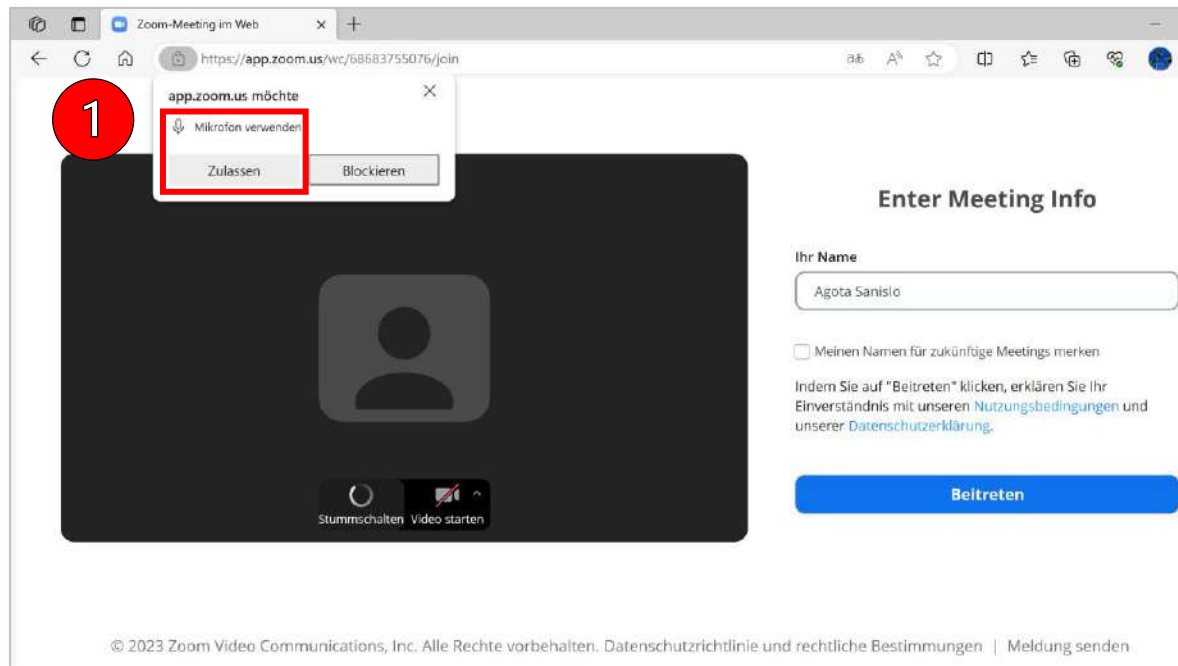 Zoom-Meeting im Web
https://app.zoom.us/wc/68683755076/join
1
app.zoom.us möchte
Mikrofon verwenden
Zulassen Blockieren
Enter Meeting Info
Ihr Name
Agota Sanislo
Meinen Namen für zukünftige Meetings merken
Indem Sie auf "Beitreten" klicken, erklären Sie Ihr
Einverständnis mit unseren Nutzungsbedingungen und
unserer Datenschutzerklärung.
Beitreten
Stummschalten Video starten
© 2023 Zoom Video Communications, Inc. Alle Rechte vorbehalten. Datenschutzrichtlinie und rechtliche Bestimmungen | Meldung senden